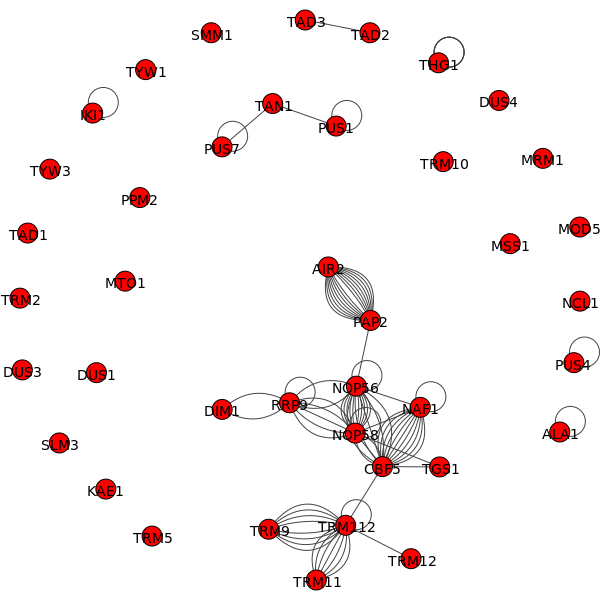 TAD3
SMM1
TAD2
THG1
TYW1
DUS4
IKI1
TAN1
PUS1
PUS7
TRM10
MRM1
TYW3
PPM2
TAD1
MOD5
MSS1
AIR2
MTO1
TRM2
NCL1
PAP2
PUS4
DUS3
DUS1
NOP56
DIM1
RRP9
NAF1
NOP58
ALA1
SLM3
CBF5
TGS1
KAE1
TRM9
TRM112
TRM5
TRM12
TRM11